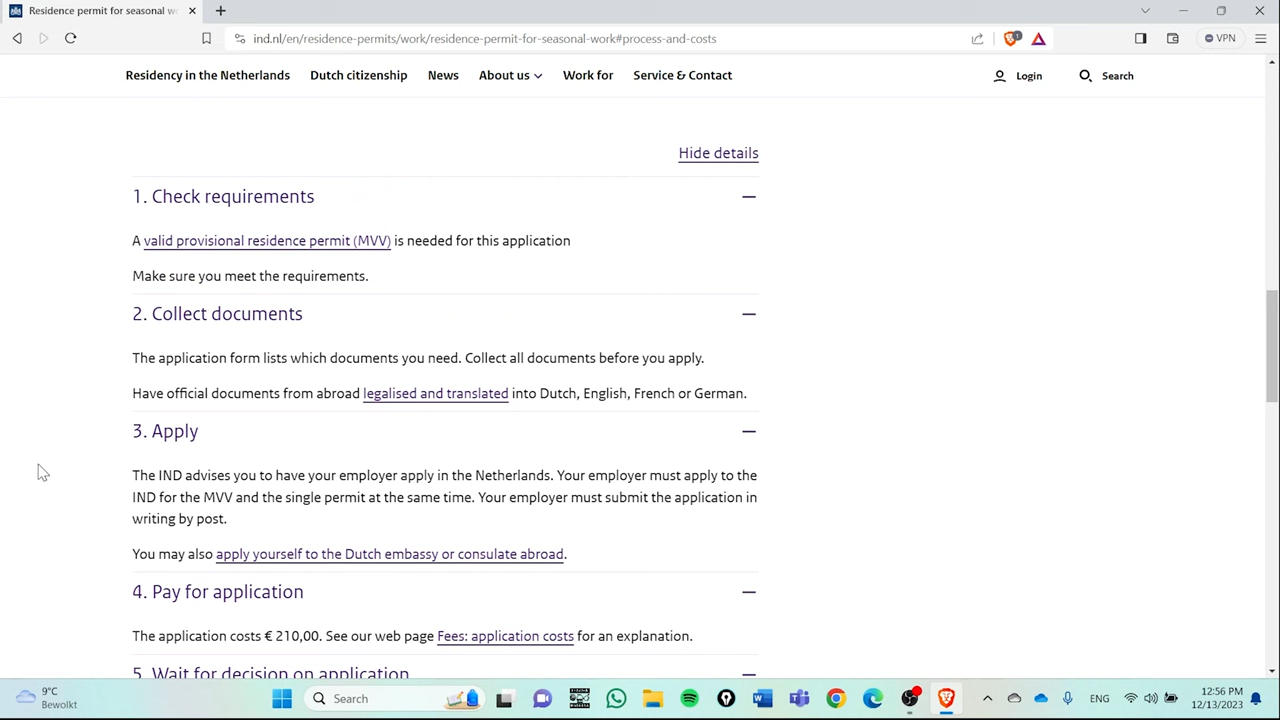 Residence permit for seasonal w
ind.nl/en/residence-permits/work/residence-permit-for-seasonal-work#process-and-costs
1
VPN
Residency in the Netherlands
Dutch citizenship
News
About us
Work for
Service & Contact
Login
Search
Hide details
1. Check requirements
A valid provisional residence permit (MVV) is needed for this application
Make sure you meet the requirements.
2. Collect documents
The application form lists which documents you need. Collect all documents before you apply.
Have official documents from abroad legalised and translated into Dutch, English, French or German.
3. Apply
The IND advises you to have your employer apply in the Netherlands. Your employer must apply to the
IND for the MVV and the single permit at the same time. Your employer must submit the application in
writing by post.
You may also apply yourself to the Dutch embassy or consulate abroad.
4. Pay for application
The application costs € 210,00. See our web page Fees: application costs for an explanation.
5. Wait for decision on application
9°C
Bewolkt
Search
ENG
12:56 PM
12/13/2023